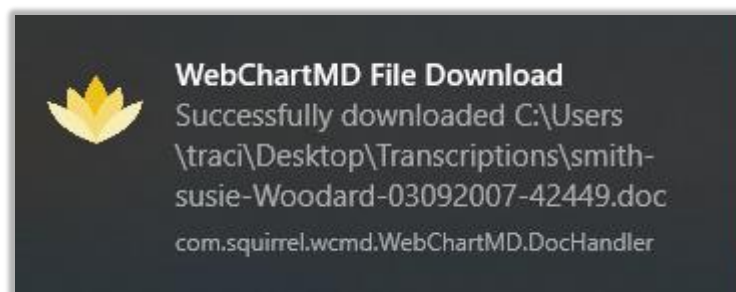 WebChartMD File Download
Successfully downloaded C:\Users
\traci\Desktop\Transcriptions\smith-
susie-Woodard-03092007-42449.doc
com.squirrel.wcmd.WebChartMD.DocHandler